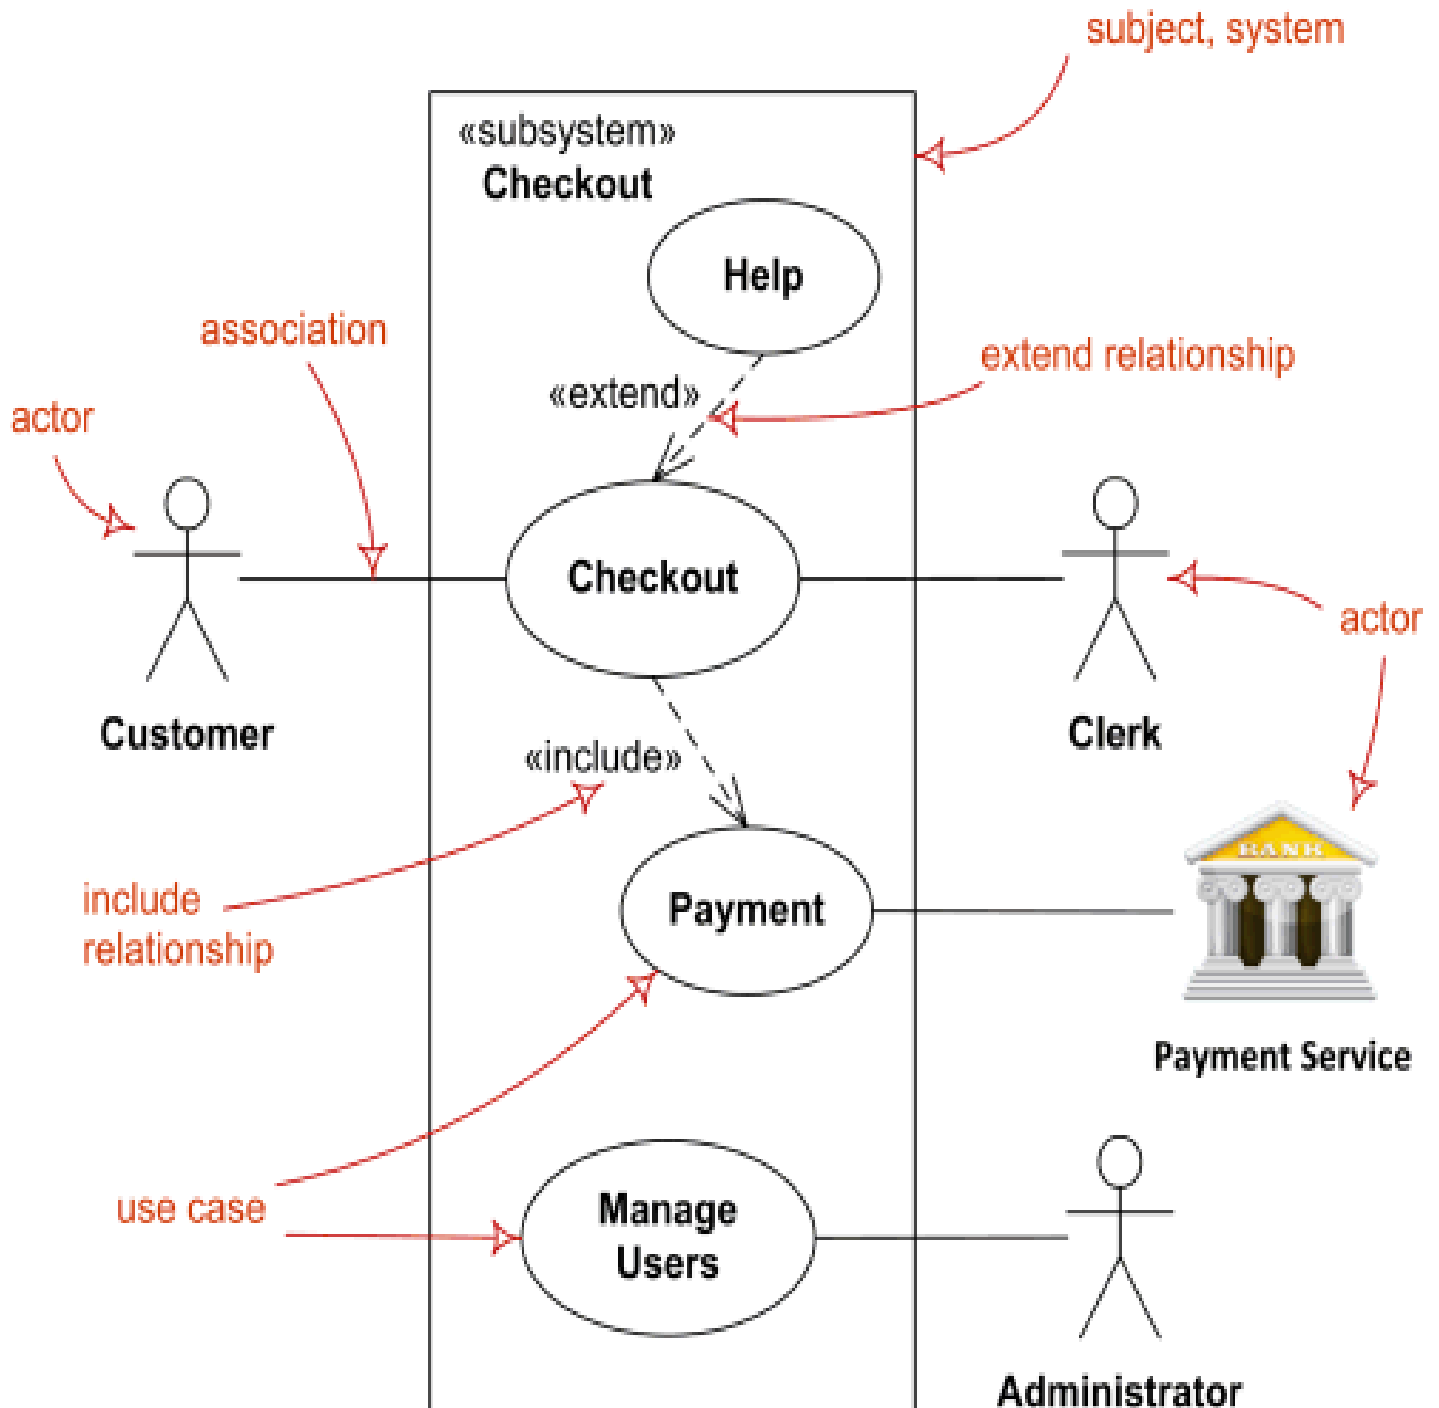 subject, system
«subsystem»
Checkout
Help
association
extend relationship
«extend»
actor
Checkout
actor
Customer
Clerk
«include»
BANK
include
relationship
Payment
Payment Service
use case
Manage
Users
Administrator